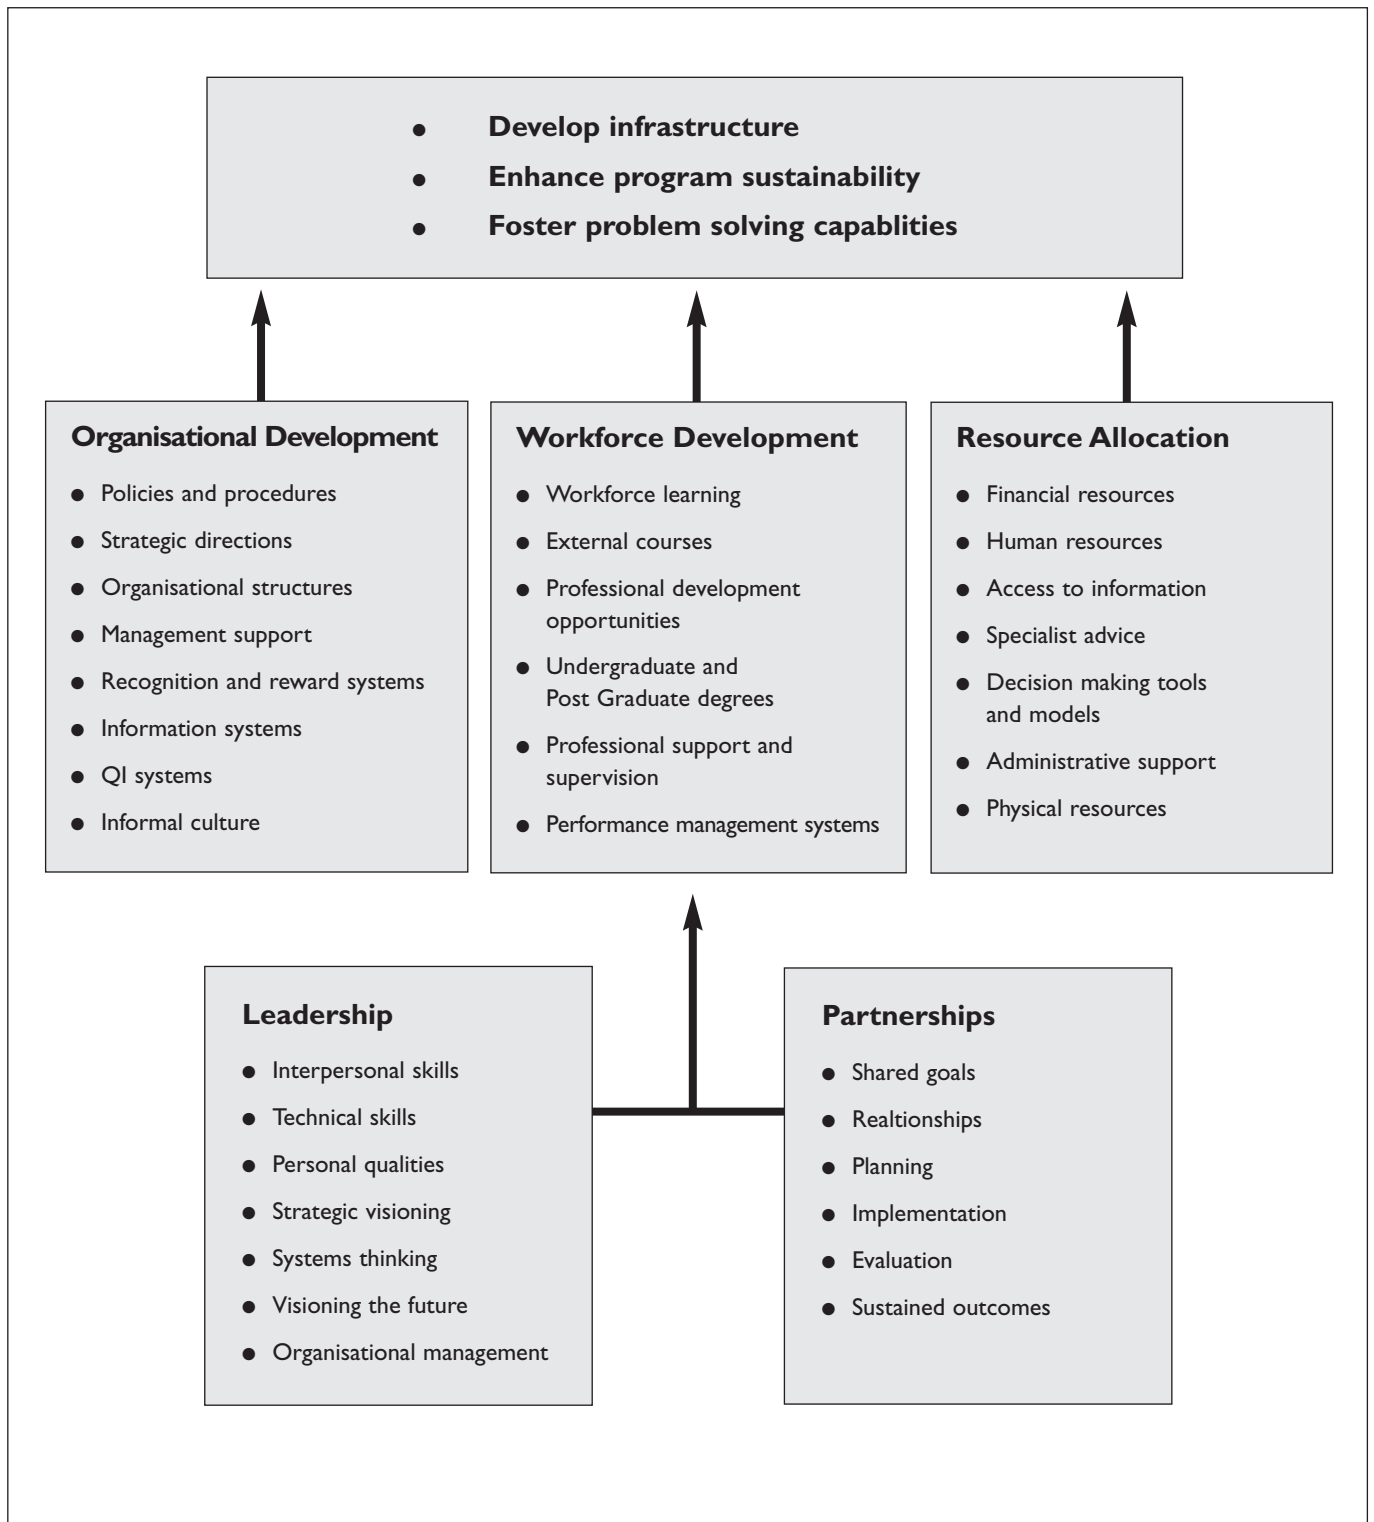 ● Develop infrastructure
● Enhance program sustainability
● Foster problem solving capablities
Organisational Development
● Policies and procedures
● Strategic directions
● Organisational structures
● Management support
● Recognition and reward systems
● Information systems
● QI systems
● Informal culture
Workforce Development
● Workforce learning
● External courses
● Professional development
opportunities
● Undergraduate and
Post Graduate degrees
● Professional support and
supervision
● Performance management systems
Resource Allocation
● Financial resources
● Human resources
● Access to information
● Specialist advice
● Decision making tools
and models
● Administrative support
● Physical resources
Leadership
● Interpersonal skills
● Technical skills
● Personal qualities
● Strategic visioning
● Systems thinking
● Visioning the future
● Organisational management
Partnerships
● Shared goals
● Realtionships
● Planning
● Implementation
● Evaluation
● Sustained outcomes